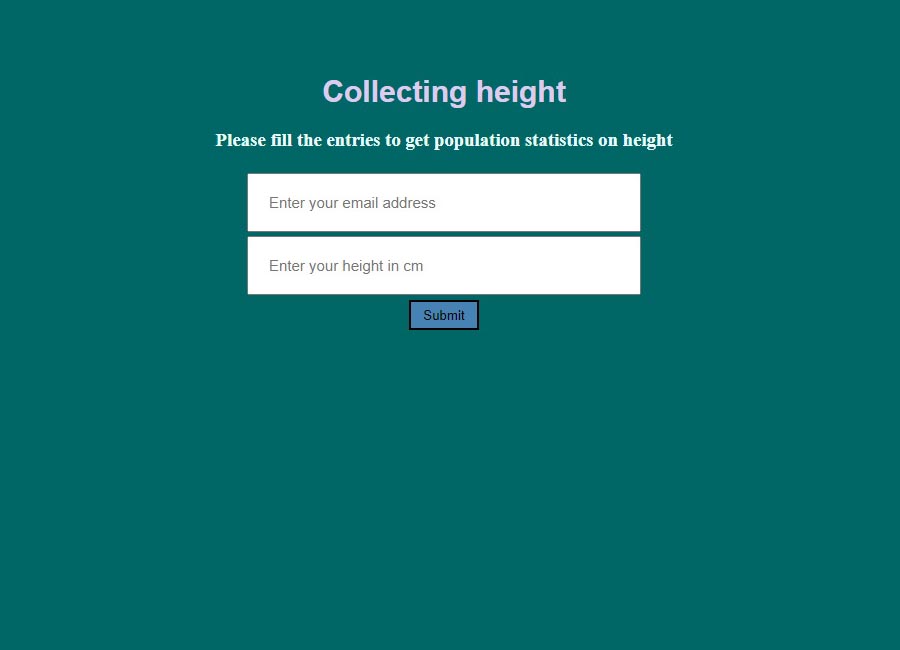 Collecting height
Please fill the entries to get population statistics on height
Enter your email address
Enter your height in cm
Submit